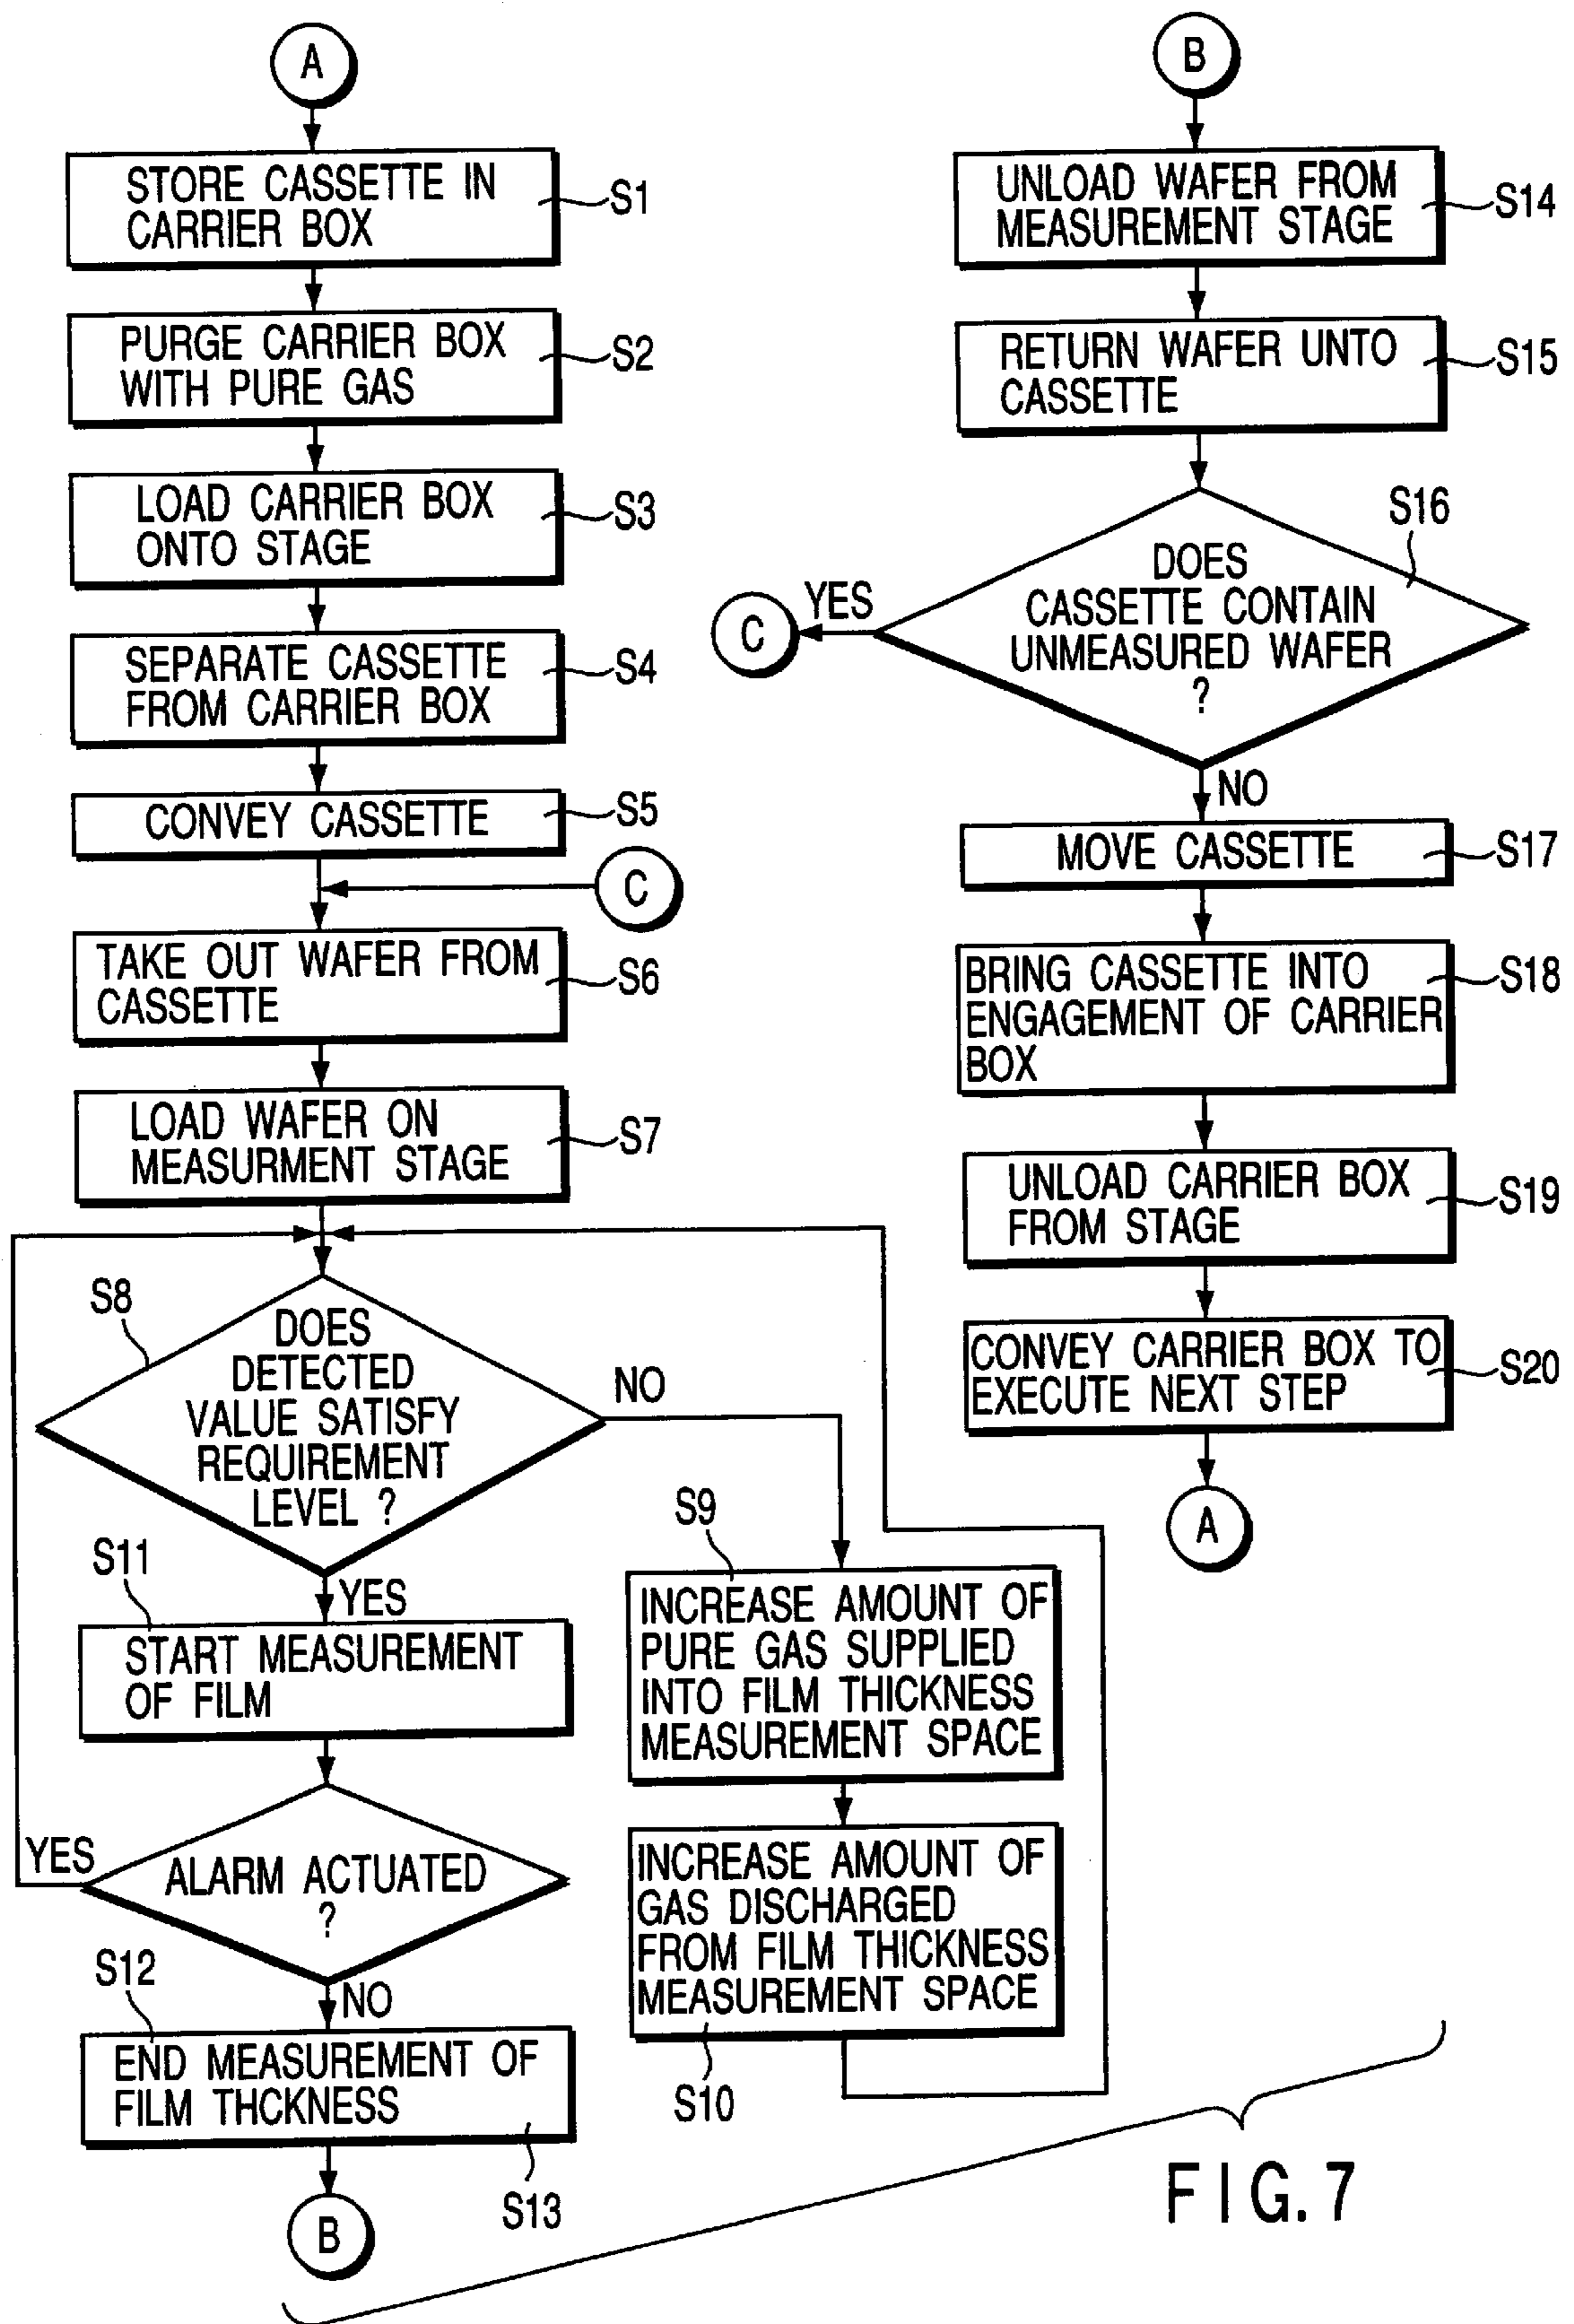 A
STORE CASSETTE IN
CARRIER BOX
S1
PURGE CARRIER BOX
WITH PURE GAS
S2
LOAD CARRIER BOX
ONTO STAGE
S3
SEPARATE CASSETTE
FROM CARRIER BOX
S4
CONVEY CASSETTE
S5
C
TAKE OUT WAFER FROM
CASSETTE
S6
LOAD WAFER ON
MEASURMENT STAGE
S7
S8
DOES
DETECTED
VALUE SATISFY
REQUIREMENT
LEVEL ?
NO
YES
S9
INCREASE AMOUNT OF
PURE GAS SUPPLIED
INTO FILM THICKNESS
MEASUREMENT SPACE
INCREASE AMOUNT OF
GAS DISCHARGED
FROM FILM THICKNESS
MEASUREMENT SPACE
S10
S11
START MEASUREMENT
OF FILM
YES
ALARM ACTUATED
?
NO
S12
END MEASUREMENT OF
FILM THCKNESS
S13
B
B
UNLOAD WAFER FROM
MEASUREMENT STAGE
S14
RETURN WAFER UNTO
CASSETTE
S15
S16
DOES
CASSETTE CONTAIN
UNMEASURED WAFER
?
YES
C
NO
MOVE CASSETTE
S17
BRING CASSETTE INTO
ENGAGEMENT OF CARRIER
BOX
S18
UNLOAD CARRIER BOX
FROM STAGE
S19
CONVEY CARRIER BOX TO
EXECUTE NEXT STEP
S20
A
FIG. 7